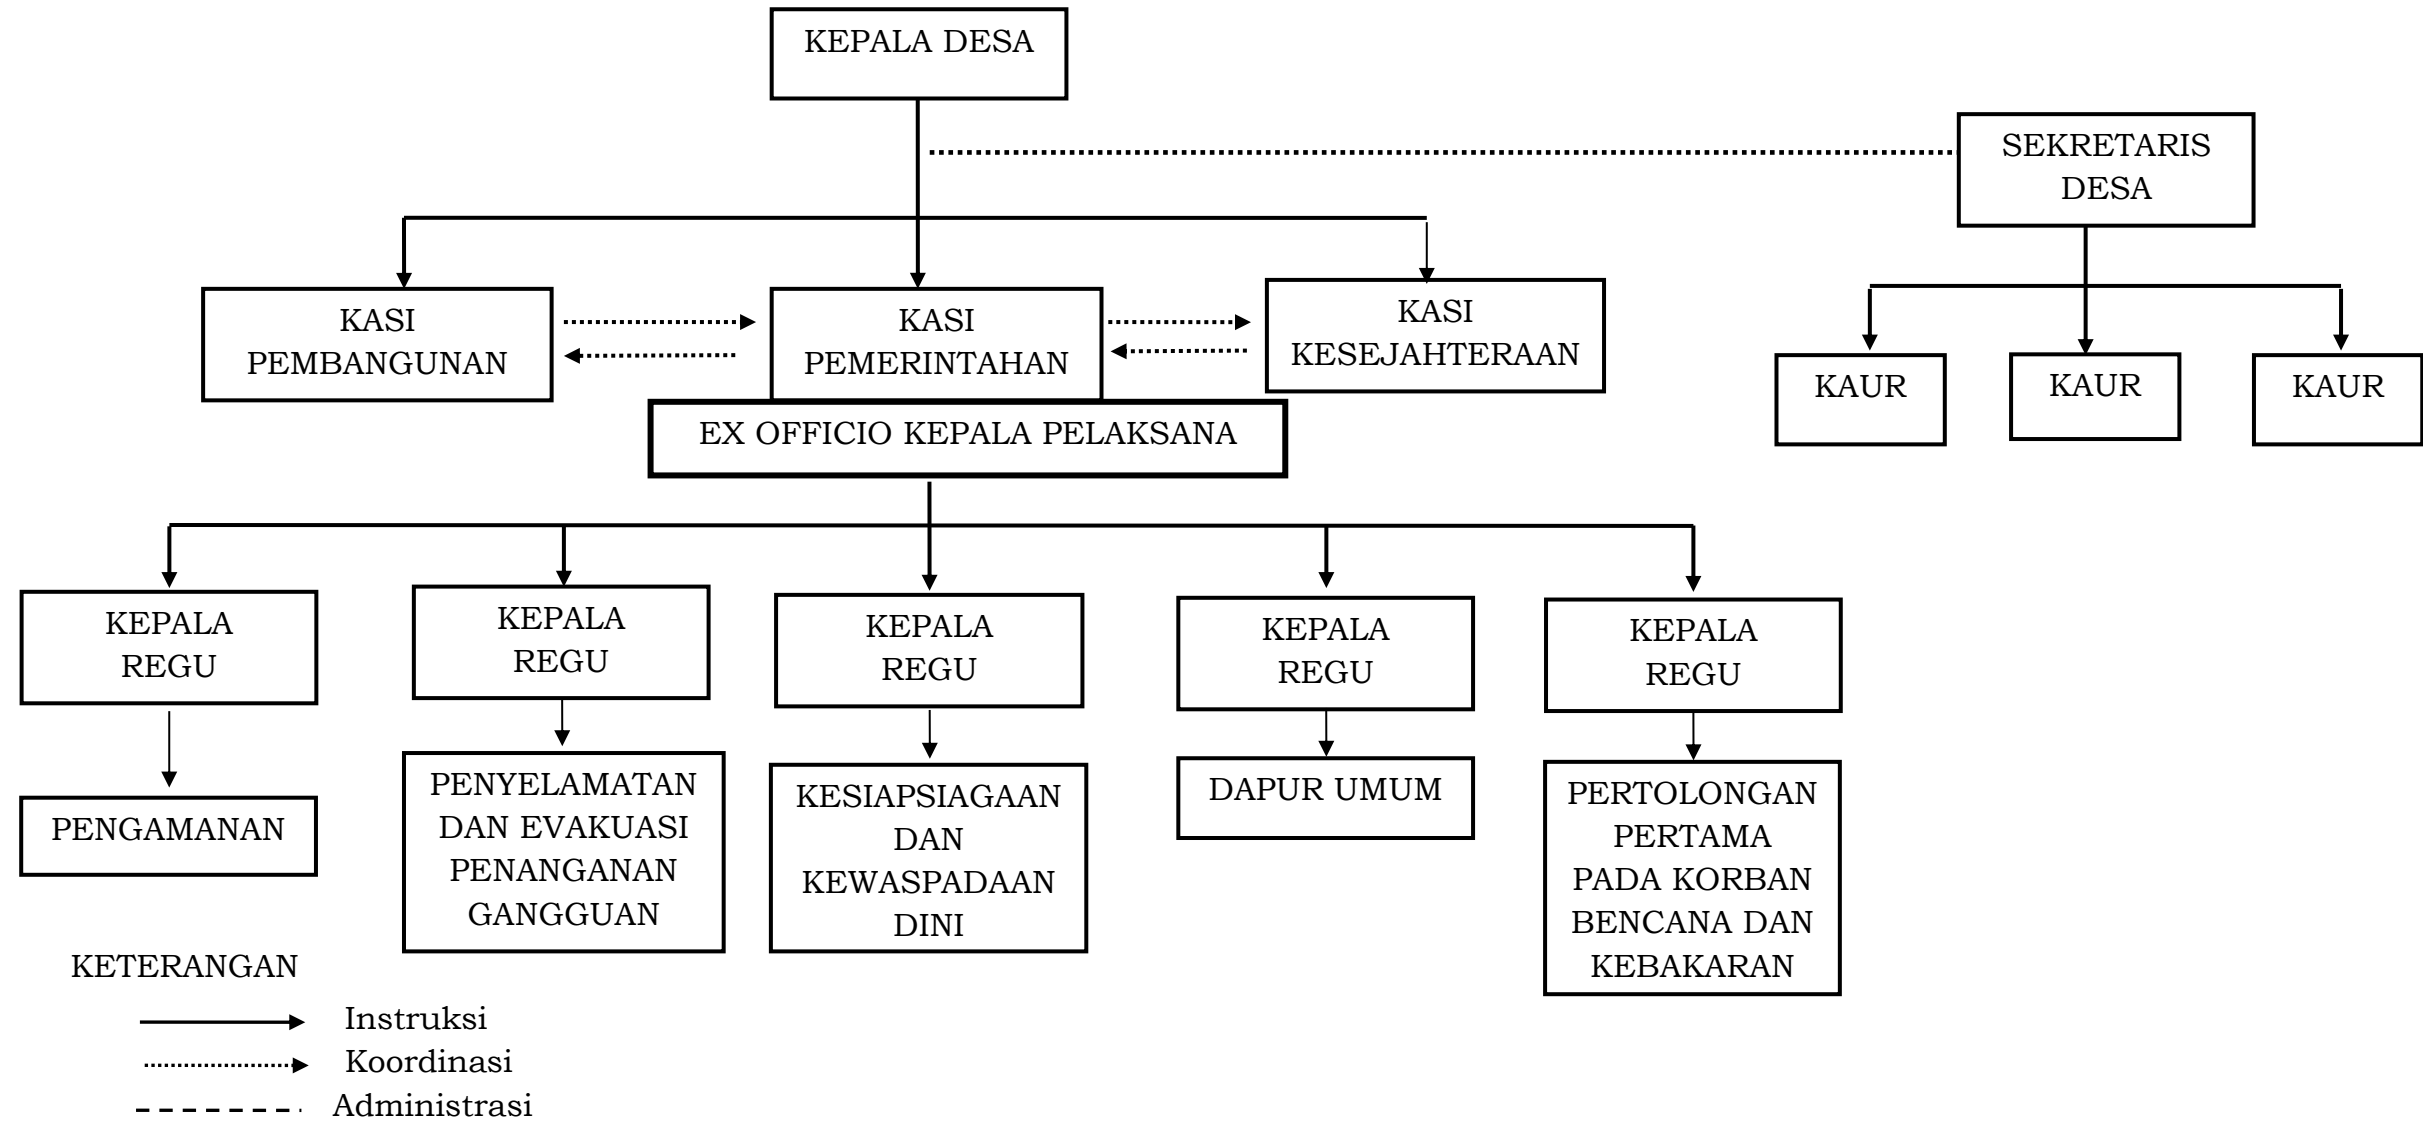 KEPALA DESA
SEKRETARIS
DESA
KASI
PEMBANGUNAN
KASI
PEMERINTAHAN
KASI
KESEJAHTERAAN
KAUR
KAUR
KAUR
EX OFFICIO KEPALA PELAKSANA
KEPALA
REGU
KEPALA
REGU
KEPALA
REGU
KEPALA
REGU
KEPALA
REGU
PENGAMANAN
PENYELAMATAN
DAN EVAKUASI
PENANGANAN
GANGGUAN
KESIAPSIAGAAN
DAN
KEWASPADAAN
DINI
DAPUR UMUM
PERTOLONGAN
PERTAMA
PADA KORBAN
BENCANA DAN
KEBAKARAN
KETERANGAN
Instruksi
Koordinasi
Administrasi